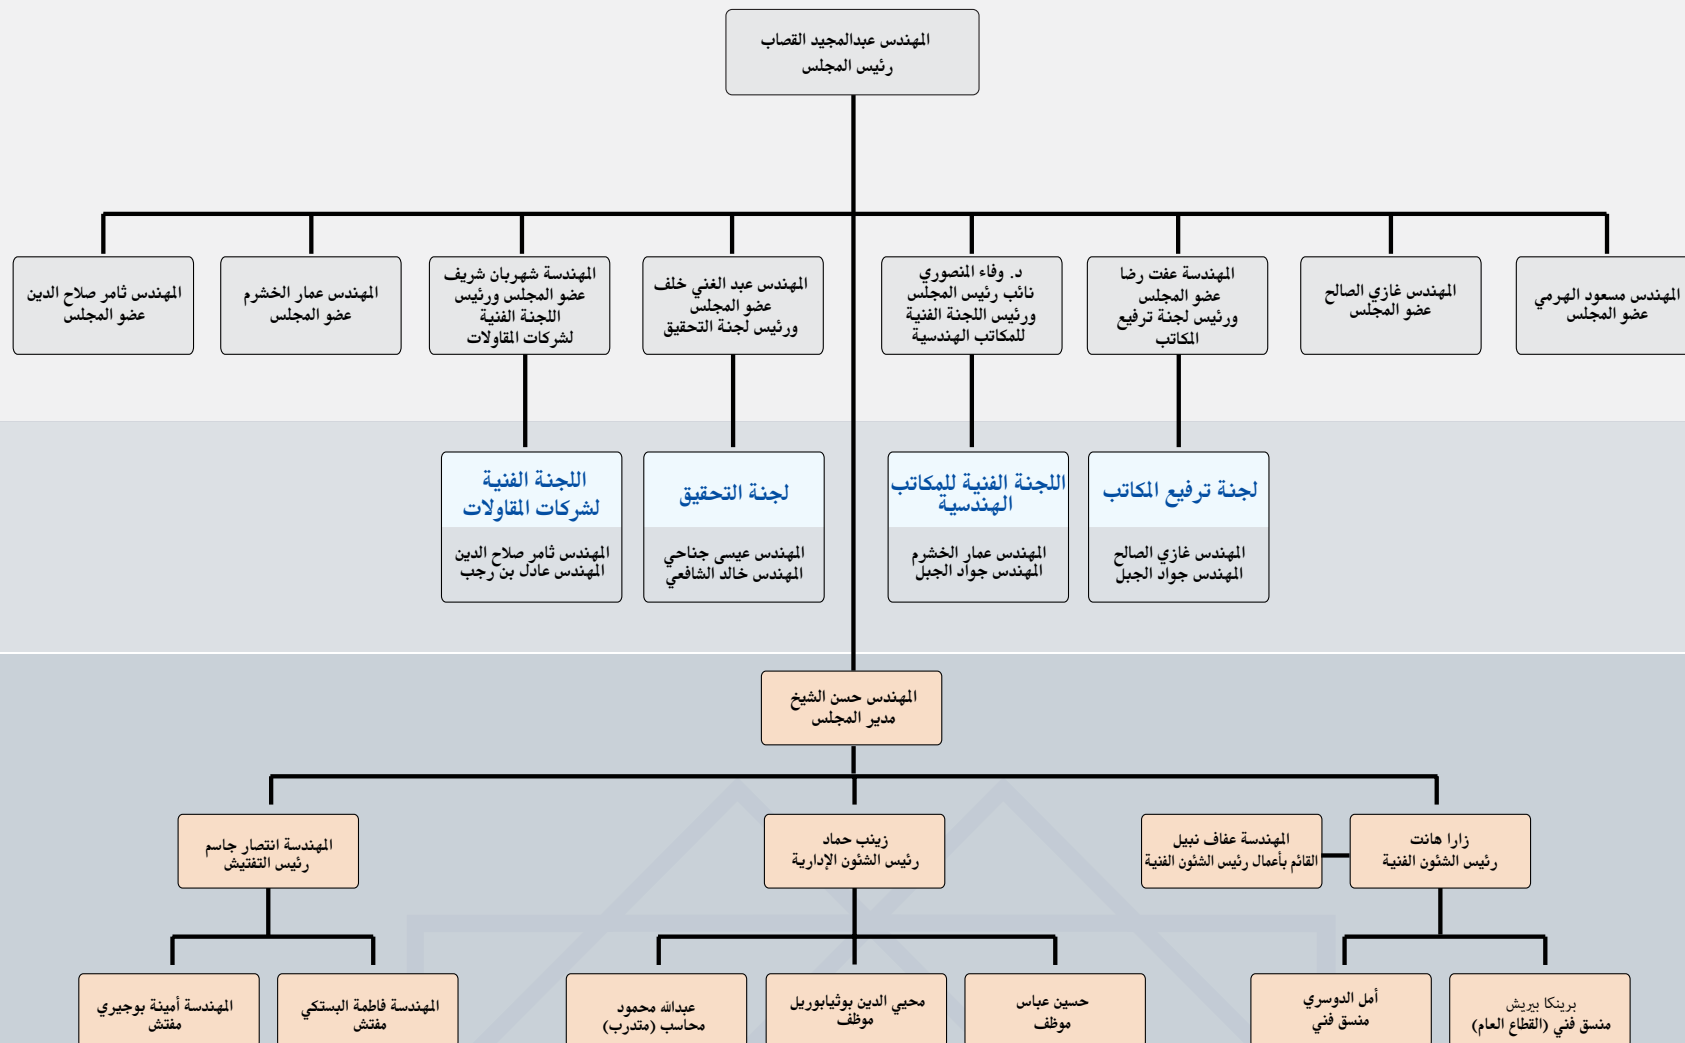 المهندس عبدالمجيد القصاب
رئيس المجلس
المهندس مسعود الهرمي
عضو المجلس
المهندس غازي الصالح
عضو المجلس
المهندسة عفت رضا
عضو المجلس
ورئيس لجنة ترفيع
المكاتب
د. وفاء المنصوري
نائب رئيس المجلس
ورئيس اللجنة الفنية
للمكاتب الهندسية
المهندس عبد الغني خلف
عضو المجلس
ورئيس لجنة التحقيق
المهندسة شهربان شريف
عضو المجلس ورئيس
اللجنة الفنية
لشركات المقاولات
المهندس عمار الخشرم
عضو المجلس
المهندس ثامر صلاح الدين
عضو المجلس
لجنة ترفيع المكاتب
المهندس غازي الصالح
المهندس جواد الجبل
اللجنة الفنية للمكاتب
الهندسية
المهندس عمار الخشرم
المهندس جواد الجبل
لجنة التحقيق
المهندس عيسى جناحي
المهندس خالد الشافعي
اللجنة الفنية
لشركات المقاولات
المهندس ثامر صلاح الدين
المهندس عادل بن رجب
المهندس حسن الشيخ
مدير المجلس
زارا هانت
رئيس الشئون الفنية
المهندسة عفاف نبيل
القائم بأعمال رئيس الشئون الفنية
زينب حماد
رئيس الشئون الإدارية
المهندسة انتصار جاسم
رئيس التفتيش
برينكا بيريش
منسق فني (القطاع العام)
أمل الدوسري
منسق فني
حسين عباس
موظف
محيي الدين بوثيابوريل
موظف
عبدالله محمود
محاسب (متدرب)
المهندسة فاطمة البستكي
مفتش
المهندسة أمينة بوجيري
مفتش